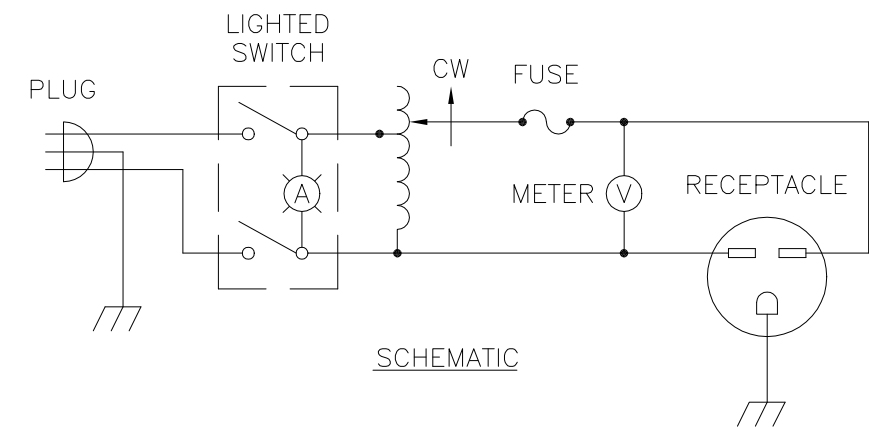 LIGHTED
SWITCH
PLUG
CW
FUSE
A
METER
V
RECEPTACLE
SCHEMATIC